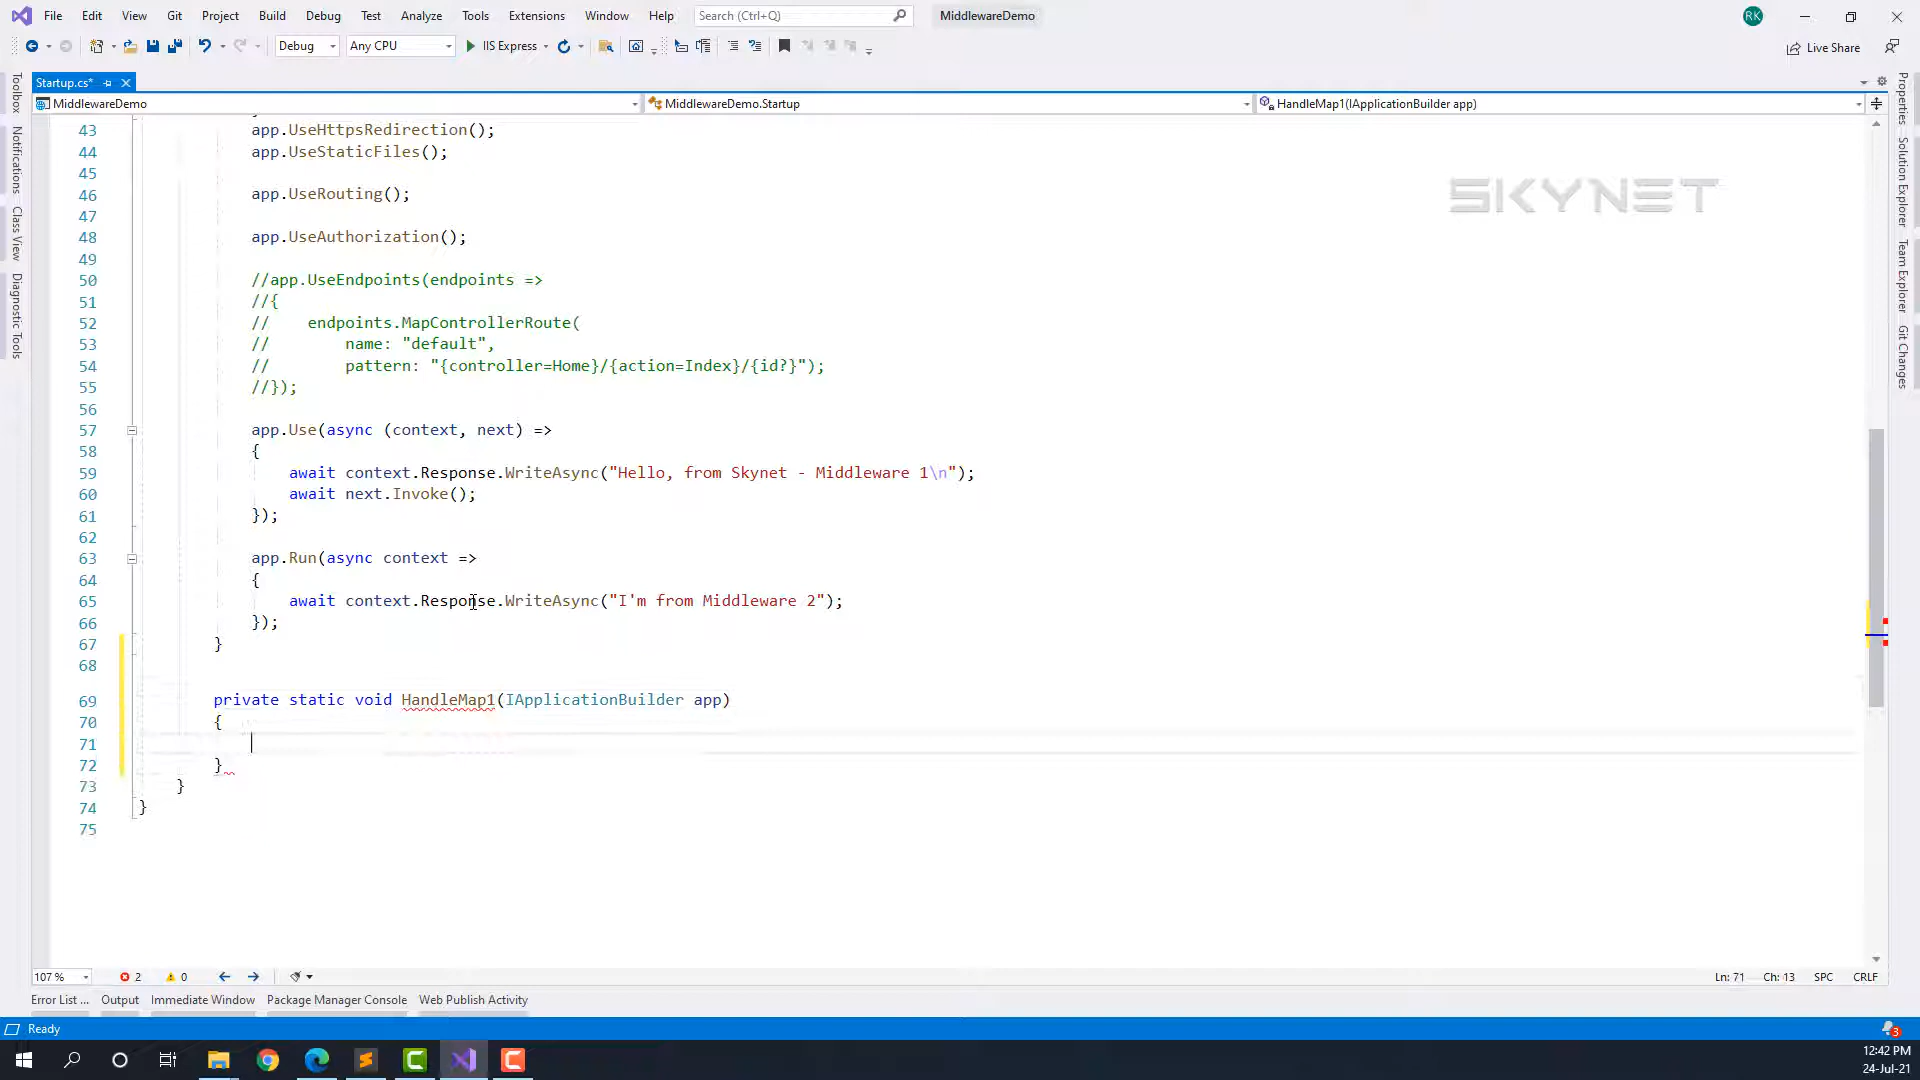 File Edit View Git Project Build Debug Test Analyze Tools Extensions Window Help Search (Ctrl+Q) MiddlewareDemo RK
Debug Any CPU IIS Express Live Share
Startup.cs*
MiddlewareDemo MiddlewareDemo.Startup HandleMap1(IApplicationBuilder app)
Toolbox
Notifications
Class View
Diagnostic Tools
43 app.UseHttpsRedirection();
44 app.UseStaticFiles();
45
46 app.UseRouting();
47
48 app.UseAuthorization();
49
50 //app.UseEndpoints(endpoints =>
51 //{
52 //    endpoints.MapControllerRoute(
53 //        name: "default",
54 //        pattern: "{controller=Home}/{action=Index}/{id?}");
55 //});
56
57 app.Use(async (context, next) =>
58 {
59 await context.Response.WriteAsync("Hello, from Skynet - Middleware 1\n");
60 await next.Invoke();
61 });
62
63 app.Run(async context =>
64 {
65 await context.Response.WriteAsync("I'm from Middleware 2");
66 });
67 }
68
69 private static void HandleMap1(IApplicationBuilder app)
70 {
71
72 }
73 }
74 }
75
SKYNET
Properties
Solution Explorer
Team Explorer
Git Changes
107 % 2 0 Ln: 71 Ch: 13 SPC CRLF
Error List ... Output Immediate Window Package Manager Console Web Publish Activity
Ready 3
12:42 PM
24-Jul-21